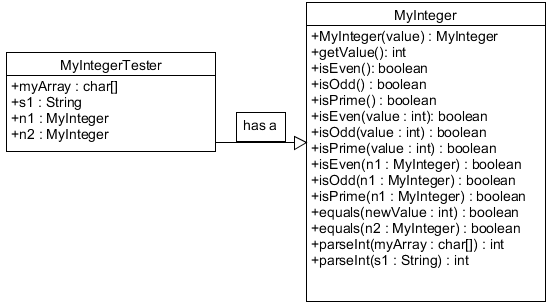 MyIntegerTester
+myArray : char[]
+s1 : String
+n1 : MyInteger
+n2 : MyInteger
has a
MyInteger
+MyInteger(value) : MyInteger
+getValue(): int
+isEven(): boolean
+isOdd() : boolean
+isPrime() : boolean
+isEven(value : int): boolean
+isOdd(value : int) : boolean
+isPrime(value : int) : boolean
+isEven(n1 : MyInteger) : boolean
+isOdd(n1 : MyInteger) : boolean
+isPrime(n1 : MyInteger) : boolean
+equals(newValue : int) : boolean
+equals(n2 : MyInteger) : boolean
+parseInt(myArray : char[]) : int
+parseInt(s1 : String) : int